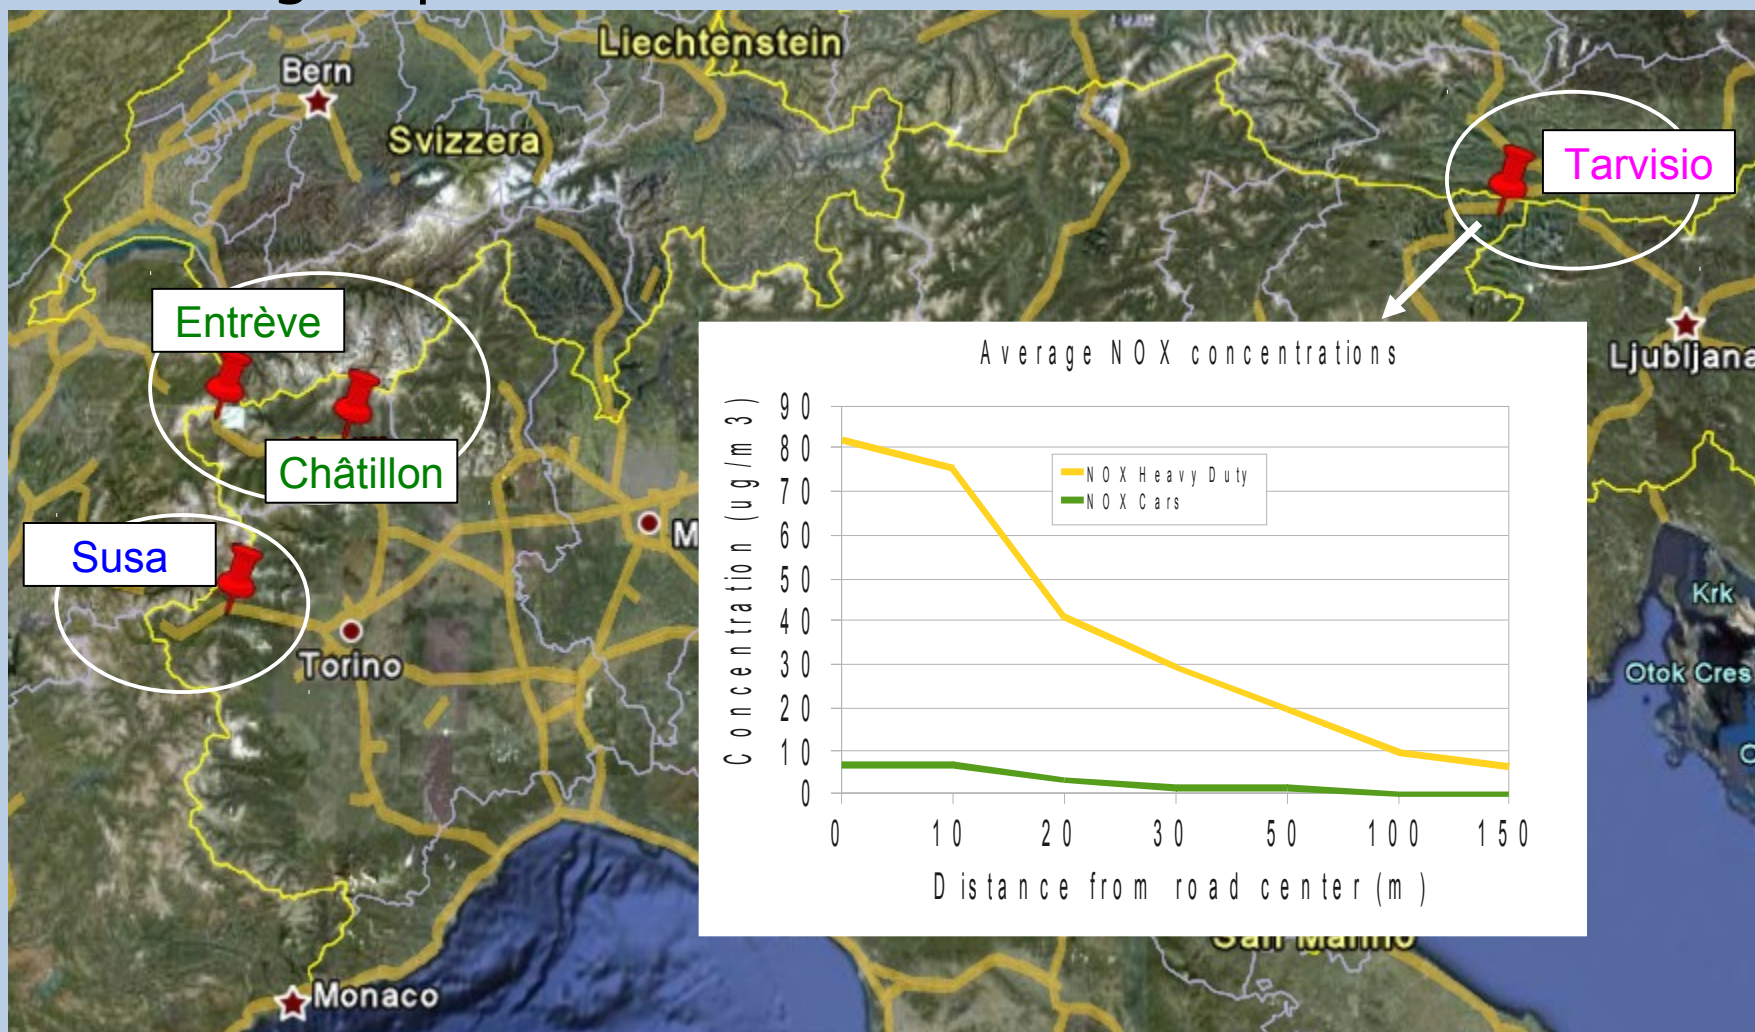 Liechtenstein
Bern
Svizzera
Tarvisio
Entrève
Ljubljana
Average NOX concentrations
Châtillon
Susa
M
Torino
Concentration (ug/m3)
90
80
70
60
50
40
30
20
10
0
NOX Heavy Duty
NOX Cars
0 10 20 30 50 100 150
Distance from road center (m)
Krk
Otok Cres
San Marino
Monaco